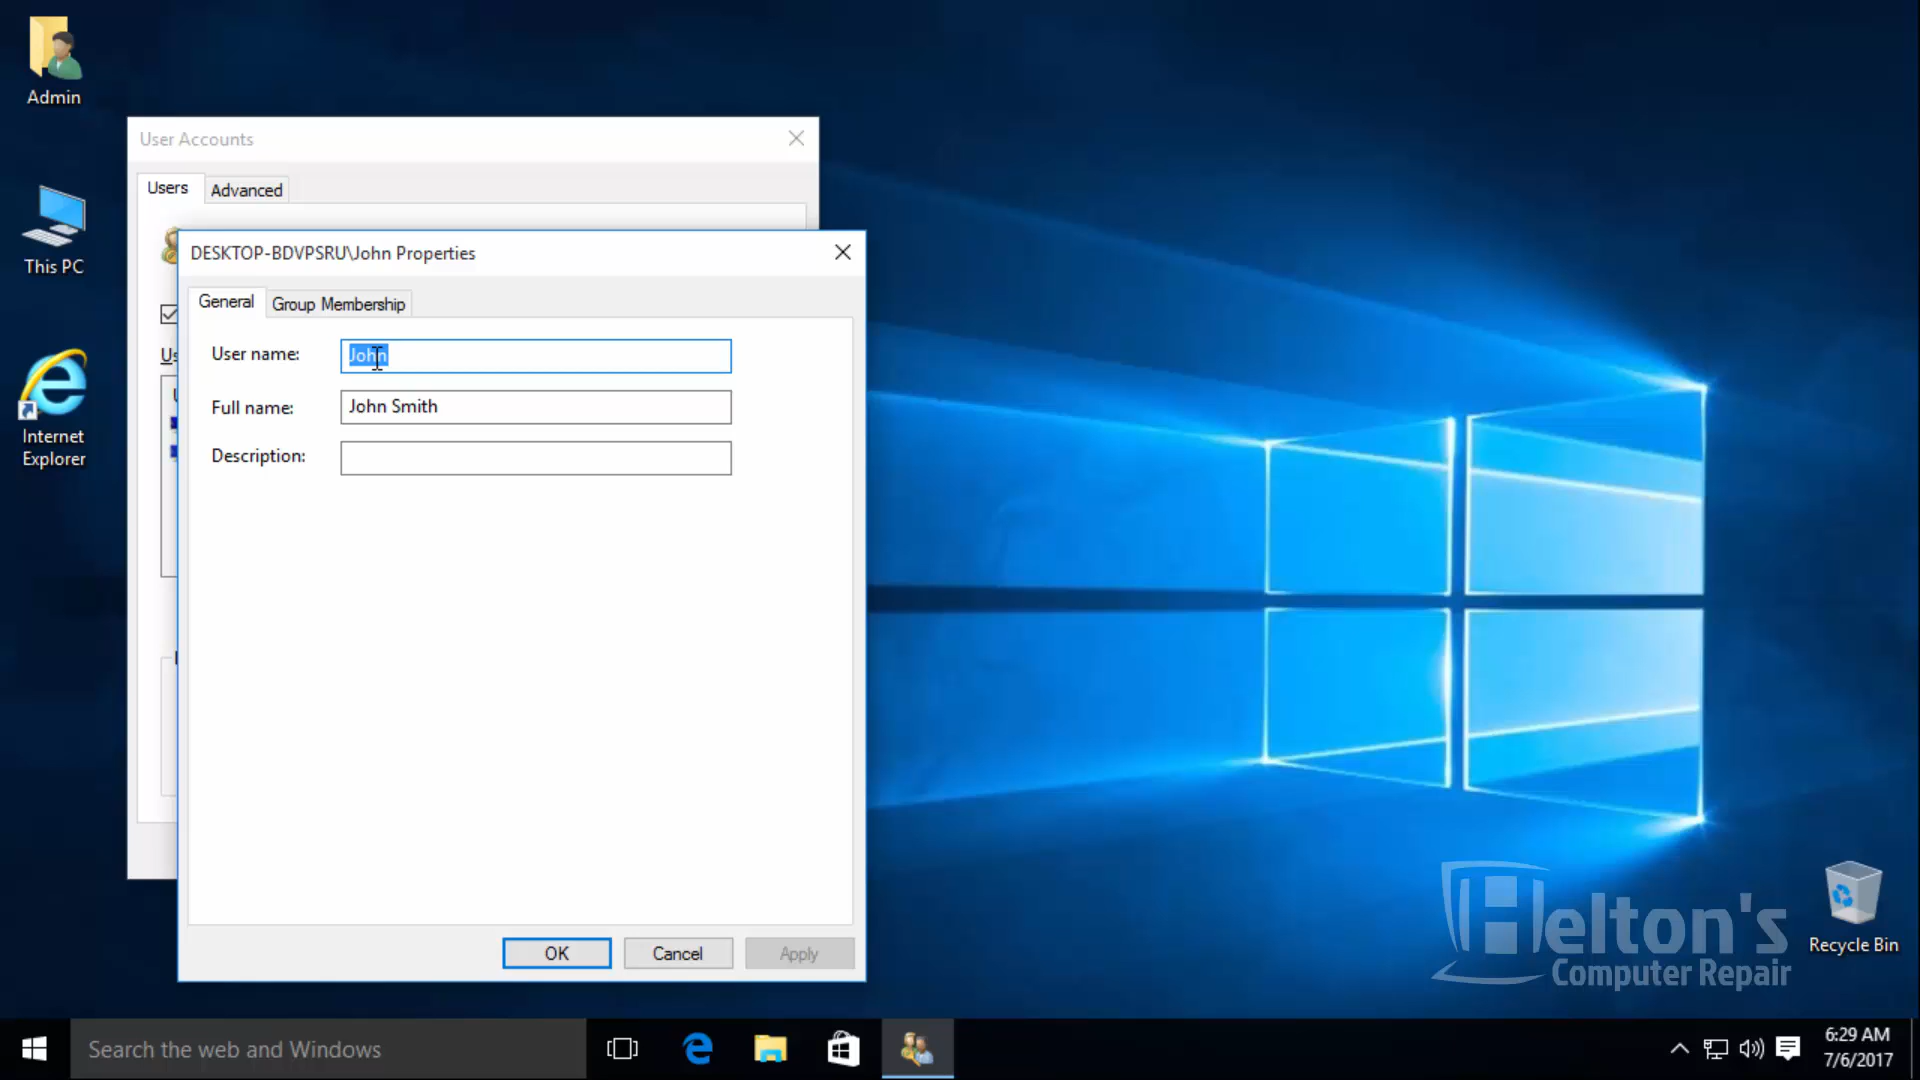 Admin
This PC
Internet
Explorer
User Accounts
Users
Advanced
DESKTOP-BDVPSRU\John Properties
General
Group Membership
User name:
John
Full name:
John Smith
Description:
OK
Cancel
Apply
Helton's
Computer Repair
Recycle Bin
Search the web and Windows
6:29 AM
7/6/2017